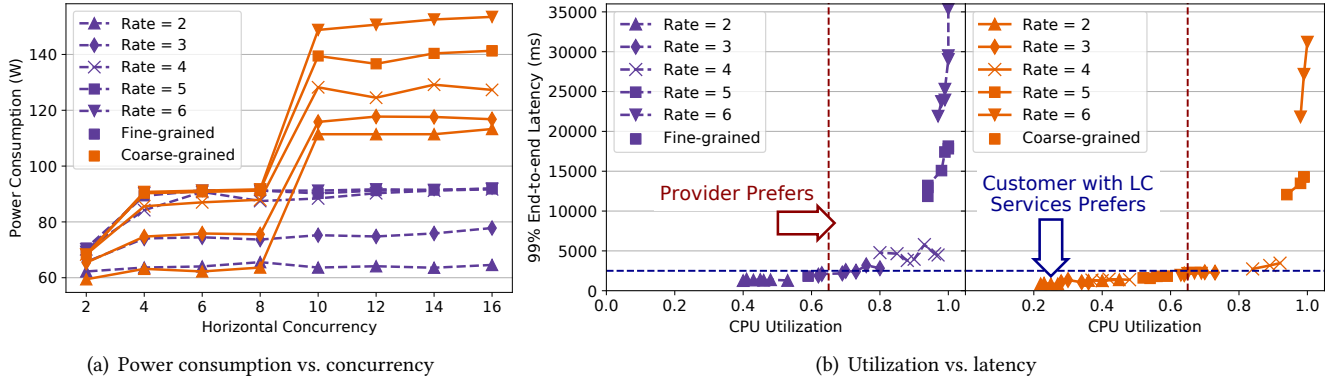 Power Consumption (W)
140
120
100
80
60
Rate = 2
Rate = 3
Rate = 4
Rate = 5
Rate = 6
Fine-grained
Coarse-grained
2 4 6 8 10 12 14 16
Horizontal Concurrency
(a) Power consumption vs. concurrency
99% End-to-end Latency (ms)
35000
30000
25000
20000
15000
10000
5000
0
Rate = 2
Rate = 3
Rate = 4
Rate = 5
Rate = 6
Fine-grained
Provider Prefers
0.0 0.2 0.4 0.6 0.8 1.0
CPU Utilization
Rate = 2
Rate = 3
Rate = 4
Rate = 5
Rate = 6
Coarse-grained
Customer with LC
Services Prefers
0.2 0.4 0.6 0.8 1.0
CPU Utilization
(b) Utilization vs. latency